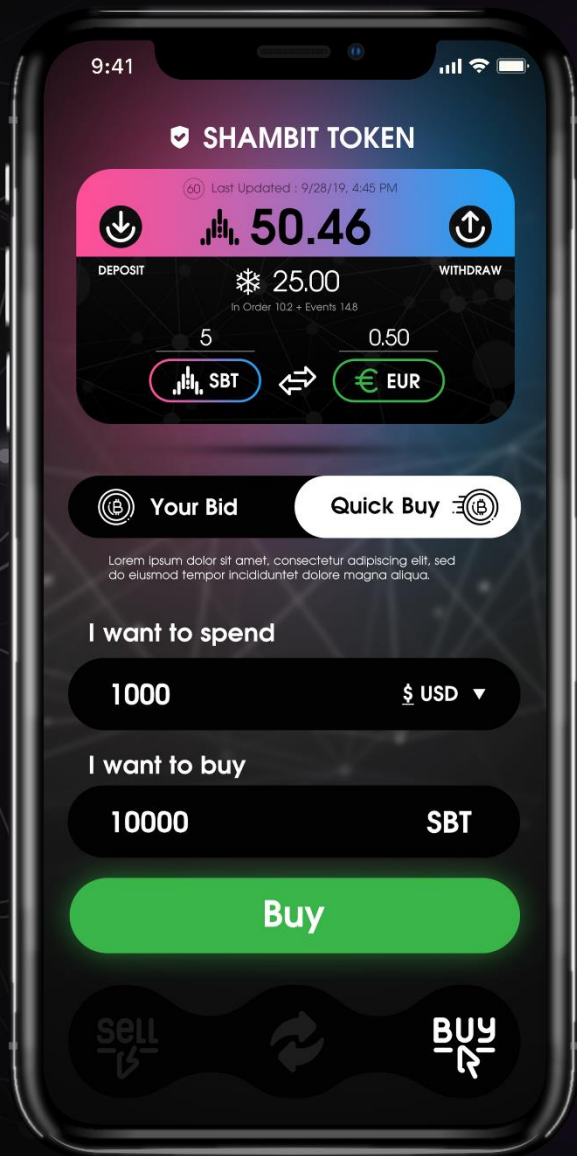 9:41
SHAMBIT TOKEN
60 Last Updated : 9/28/19, 4:45 PM
50.46
DEPOSIT
WITHDRAW
25.00
In Order 10.2 + Events 14.8
5 0.50
SBT € EUR
Your Bid Quick Buy
Lorem ipsum dolor sit amet, consectetur adipiscing elit, sed
do eiusmod tempor incididuntet dolore magna aliqua.
I want to spend
1000 $ USD
I want to buy
10000 SBT
Buy
Sell BUY